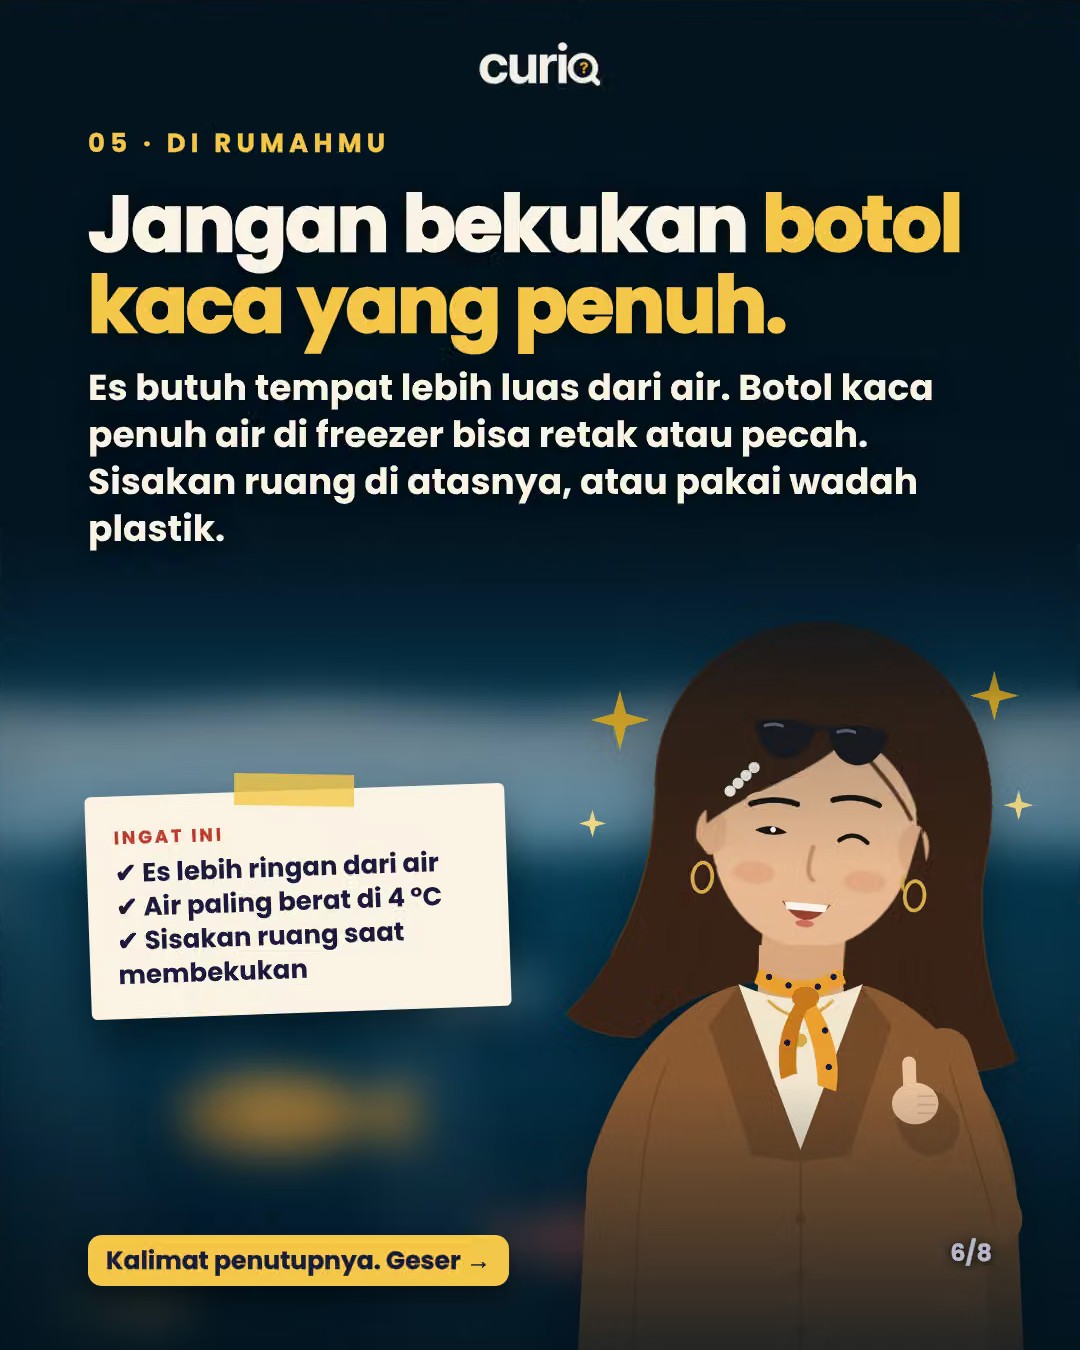 curiq
05 · DI RUMAHMU
Jangan bekukan botol
kaca yang penuh.
Es butuh tempat lebih luas dari air. Botol kaca
penuh air di freezer bisa retak atau pecah.
Sisakan ruang di atasnya, atau pakai wadah
plastik.
INGAT INI
✔ Es lebih ringan dari air
✔ Air paling berat di 4 °C
✔ Sisakan ruang saat
membekukan
Kalimat penutupnya. Geser →
6/8